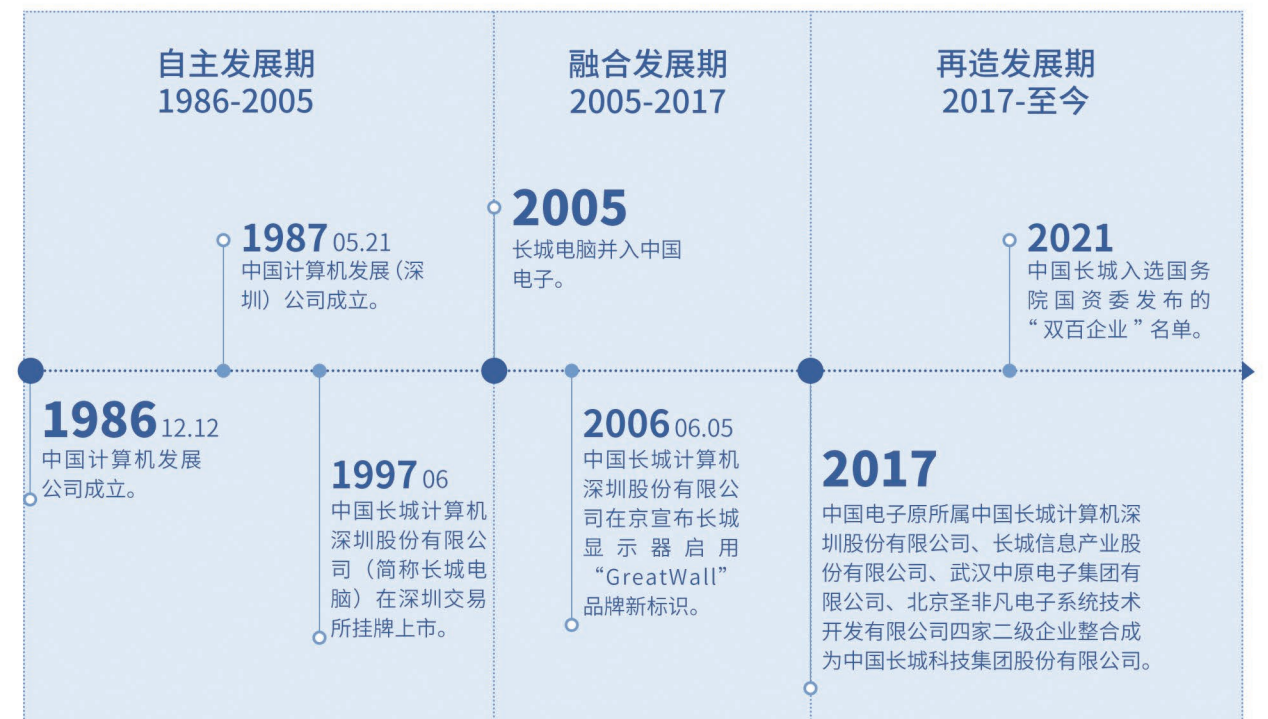 自主发展期
1986-2005
融合发展期
2005-2017
再造发展期
2017-至今
1986 12.12
中国计算机发展
公司成立。
1987 05.21
中国计算机发展（深
圳）公司成立。
1997 06
中国长城计算机
深圳股份有限公
司（简称长城电
脑）在深圳交易
所挂牌上市。
2005
长城电脑并入中国
电子。
2006 06.05
中国长城计算机
深圳股份有限公
司在京宣布长城
显示器启用
“GreatWall”
品牌新标识。
2017
中国电子原所属中国长城计算机深
圳股份有限公司、长城信息产业股
份有限公司、武汉中原电子集团有
限公司、北京圣非凡电子系统技术
开发有限公司四家二级企业整合成
为中国长城科技集团股份有限公司。
2021
中国长城入选国务
院国资委发布的
“双百企业”名单。